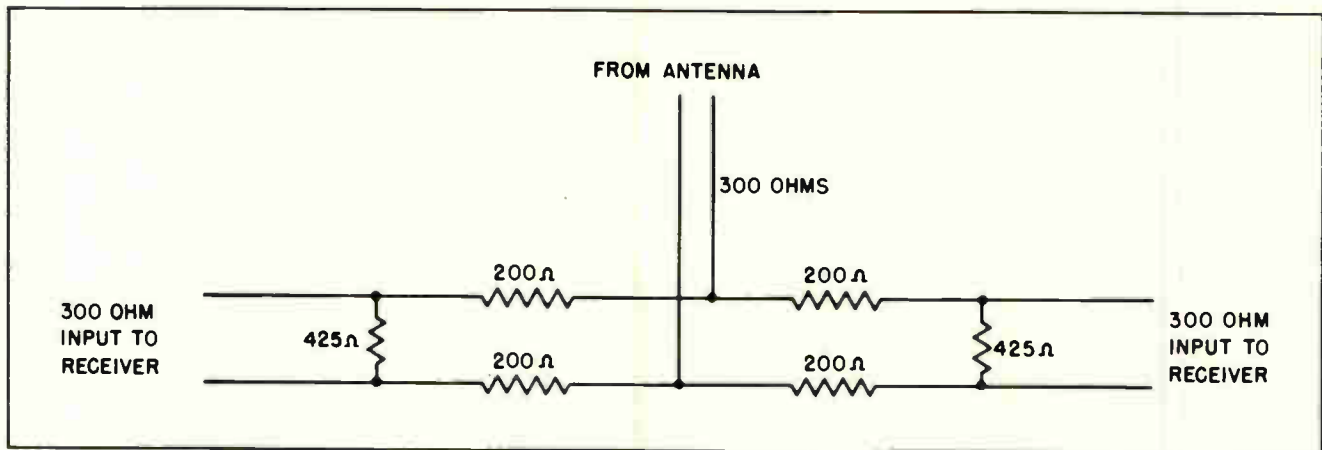 FROM ANTENNA
300 OHMS
200Ω
200Ω
300 OHM
INPUT TO
RECEIVER
425Ω
425Ω
300 OHM
INPUT TO
RECEIVER
200Ω
200Ω